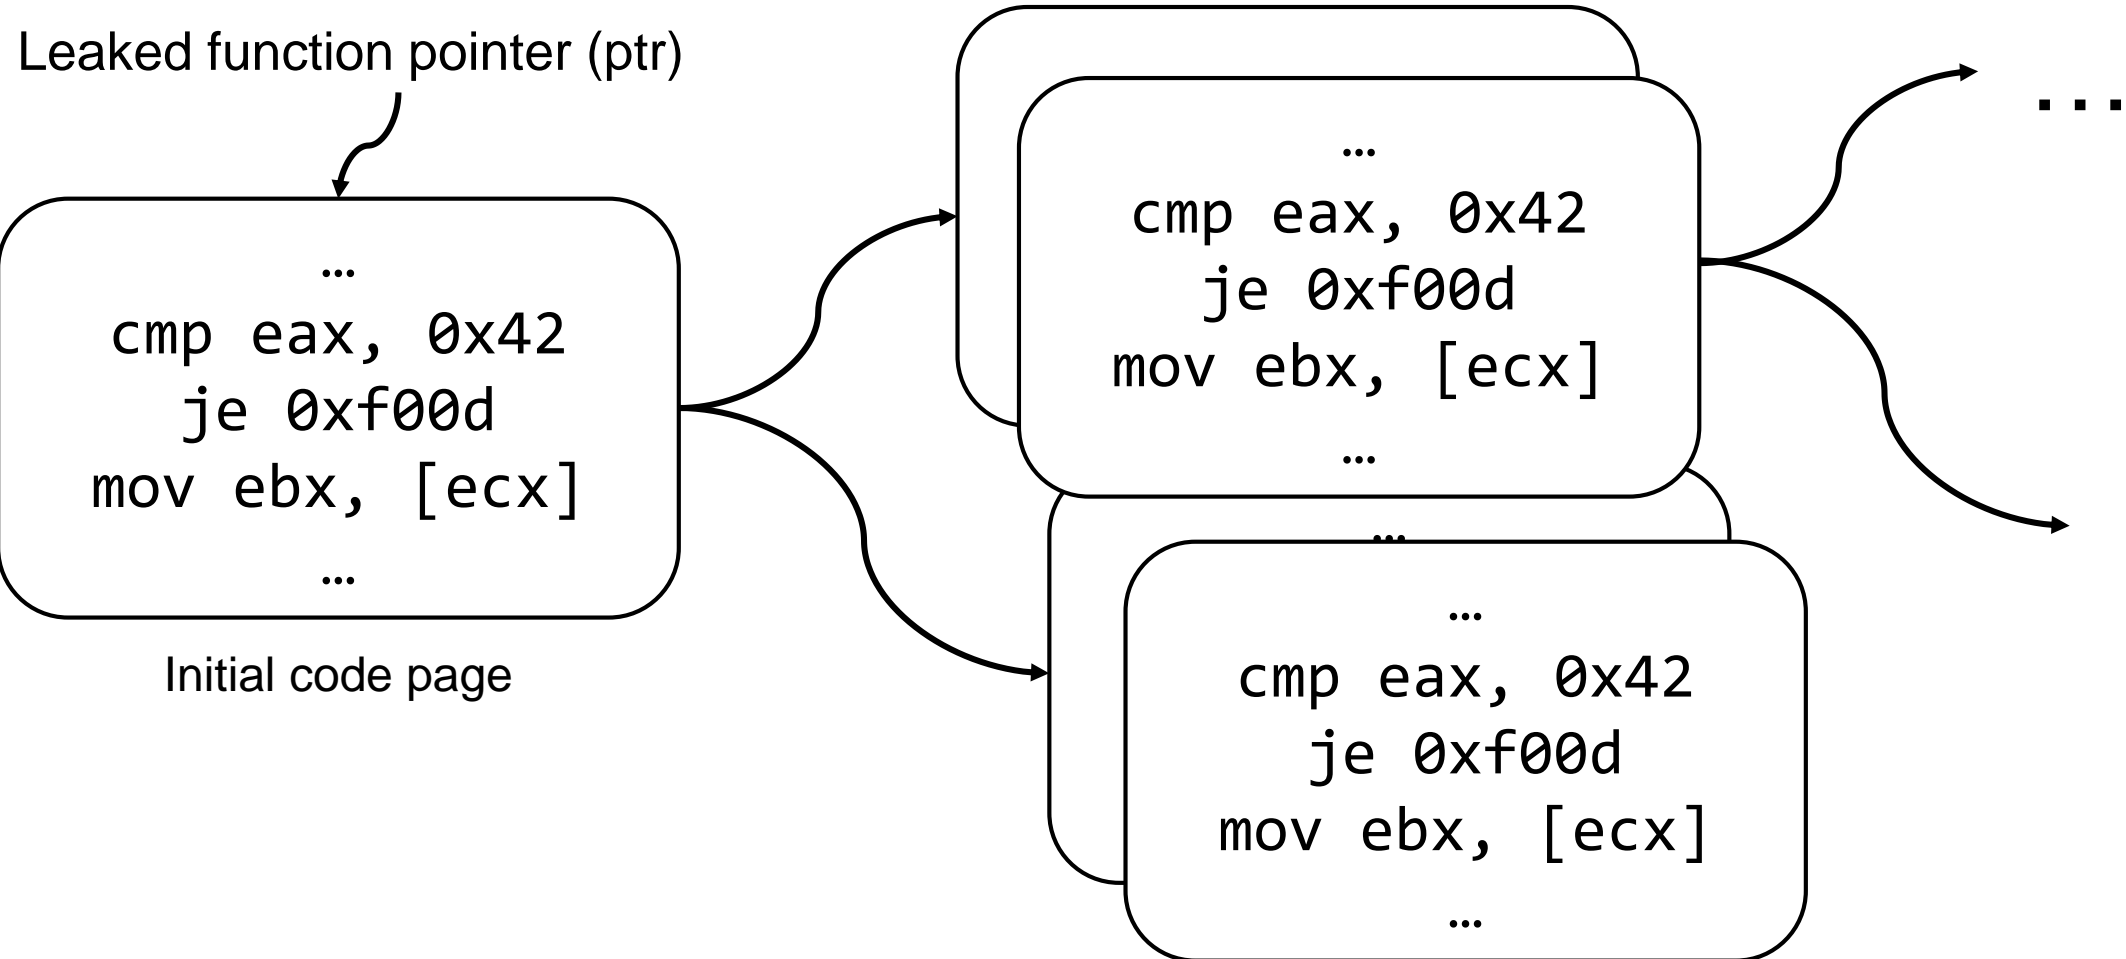 Leaked function pointer (ptr)
…
cmp eax, 0x42
je 0xf00d
mov ebx, [ecx]
…
Initial code page
…
cmp eax, 0x42
je 0xf00d
mov ebx, [ecx]
…
…
…
cmp eax, 0x42
je 0xf00d
mov ebx, [ecx]
…
...